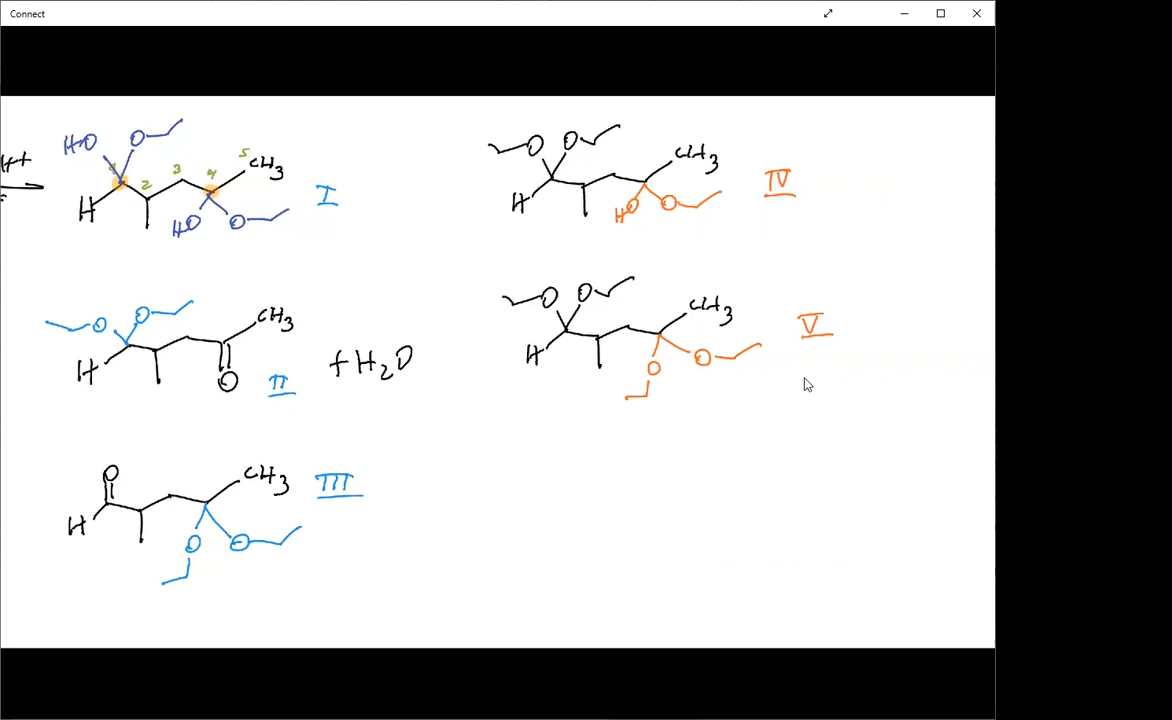 Connect
HO O
O O
H+
1 2 3 4 5 CH3
CH3
I
IV
H
H
HO O
HO O
O O
O O
CH3
CH3
V
H
H
+ H2O
O
II
O O
O
CH3
III
H
O O